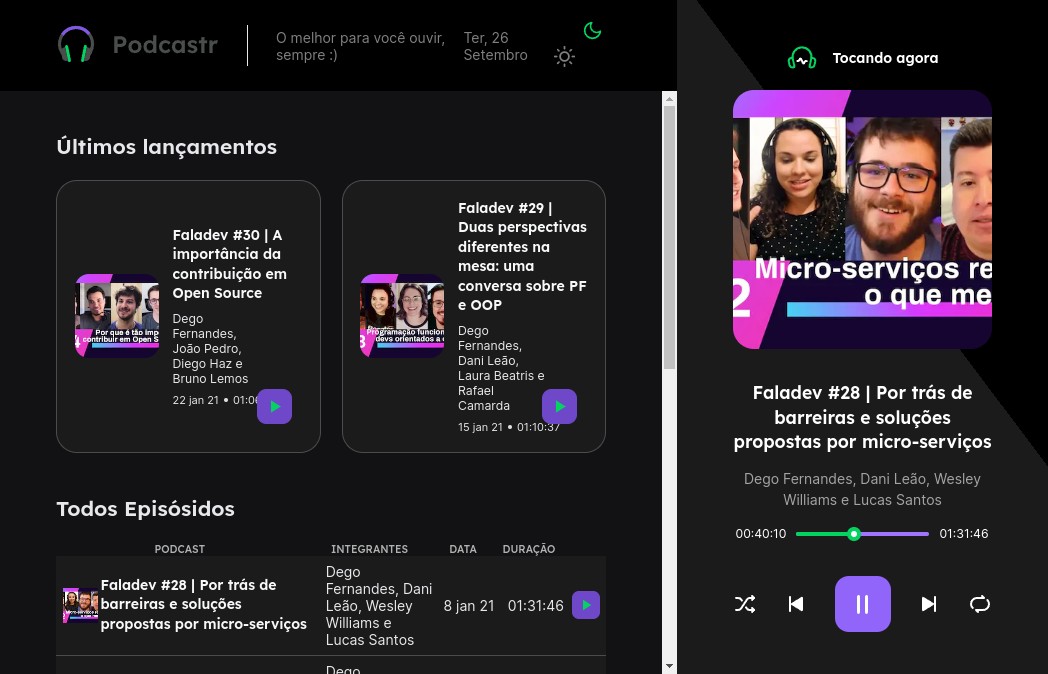 Podcastr
O melhor para você ouvir,
sempre :)
Ter, 26
Setembro
Últimos lançamentos
Faladev #30 | A
importância da
contribuição em
Open Source
Dego
Fernandes,
João Pedro,
Diego Haz e
Bruno Lemos
22 jan 21 • 01:06
Por que é tão imp
contribuir em Open S
Faladev #29 |
Duas perspectivas
diferentes na
mesa: uma
conversa sobre PF
e OOP
Dego
Fernandes,
Dani Leão,
Laura Beatris e
Rafael
Camarda
15 jan 21 • 01:10:37
Programação funcion
devs orientados a
Todos Episósidos
PODCAST INTEGRANTES DATA DURAÇÃO
Faladev #28 | Por trás de
barreiras e soluções
propostas por micro-serviços
Dego
Fernandes, Dani
Leão, Wesley
Williams e
Lucas Santos
8 jan 21
01:31:46
Dego
Tocando agora
2
Micro-serviços re
o que me
Faladev #28 | Por trás de
barreiras e soluções
propostas por micro-serviços
Dego Fernandes, Dani Leão, Wesley
Williams e Lucas Santos
00:40:10 01:31:46